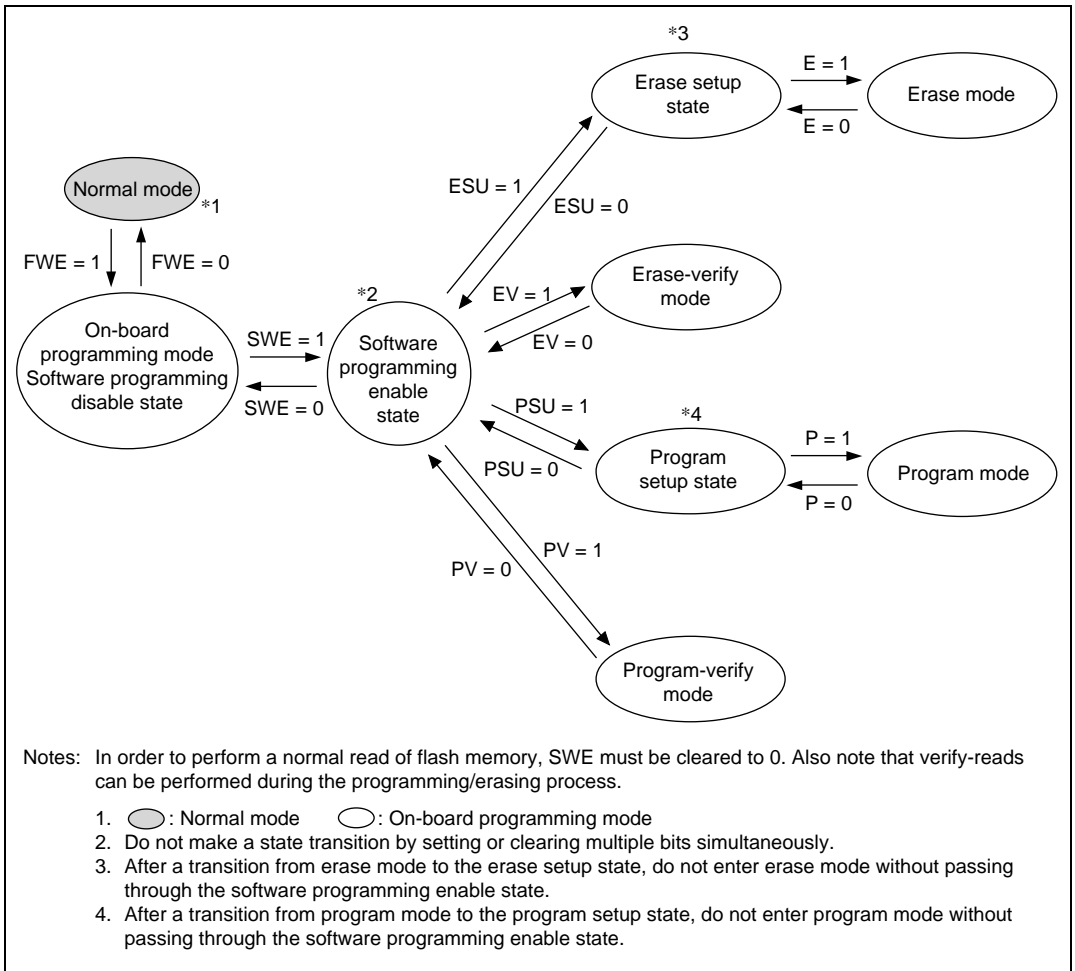 *3
Erase setup
state
E = 1
E = 0
Erase mode
Normal mode
*1
FWE = 1
FWE = 0
ESU = 1
ESU = 0
Erase-verify
mode
*2
EV = 1
EV = 0
On-board
programming mode
Software programming
disable state
SWE = 1
SWE = 0
Software
programming
enable
state
PSU = 1
PSU = 0
*4
Program
setup state
P = 1
P = 0
Program mode
PV = 1
PV = 0
Program-verify
mode
Notes: In order to perform a normal read of flash memory, SWE must be cleared to 0. Also note that verify-reads
can be performed during the programming/erasing process.
1. : Normal mode : On-board programming mode
2. Do not make a state transition by setting or clearing multiple bits simultaneously.
3. After a transition from erase mode to the erase setup state, do not enter erase mode without passing
through the software programming enable state.
4. After a transition from program mode to the program setup state, do not enter program mode without
passing through the software programming enable state.